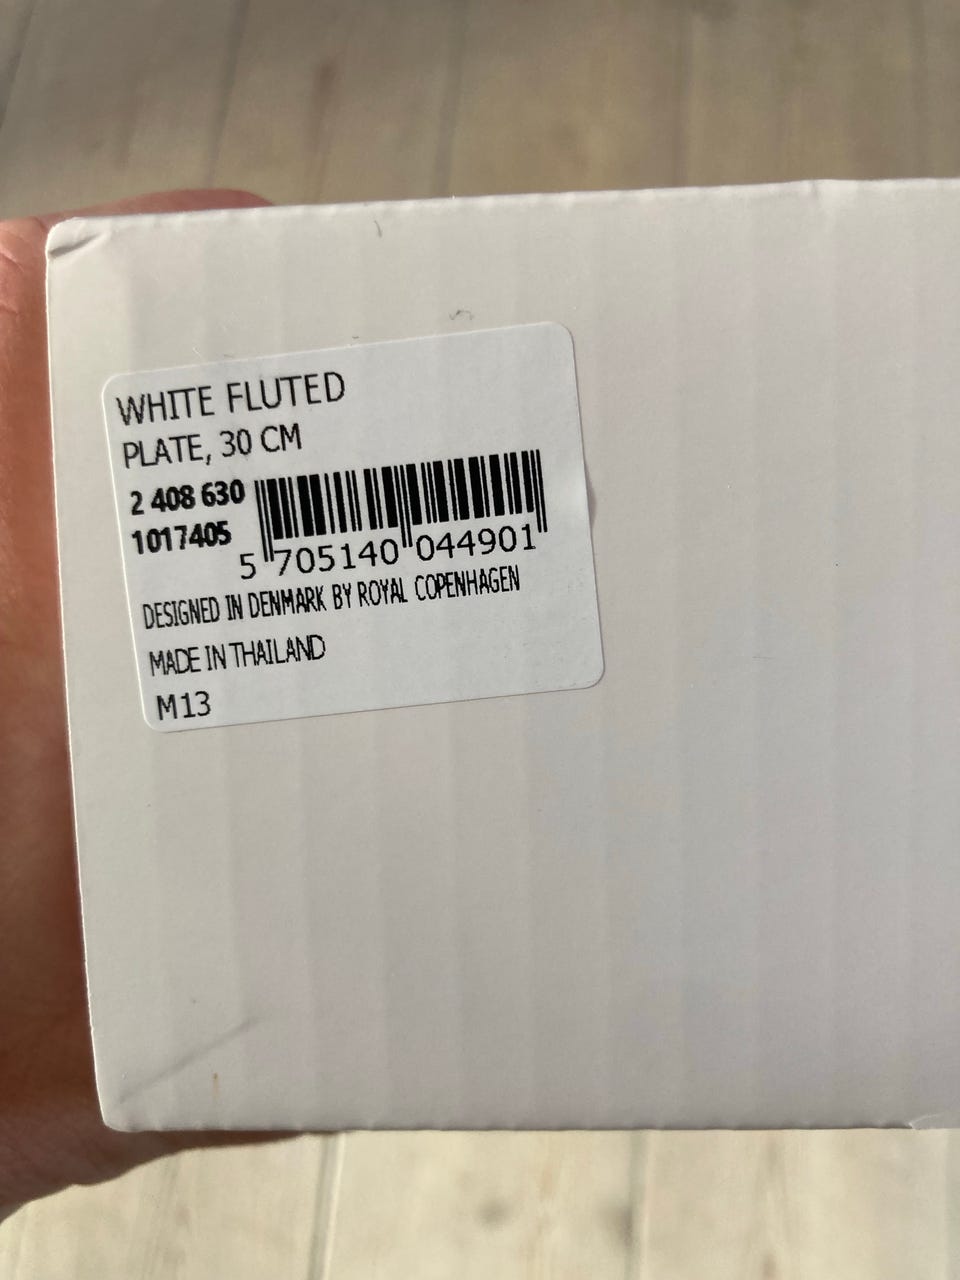 WHITE FLUTED
PLATE, 30 CM
2 408 630
1017405
5 705140 044901
DESIGNED IN DENMARK BY ROYAL COPENHAGEN
MADE IN THAILAND
M13